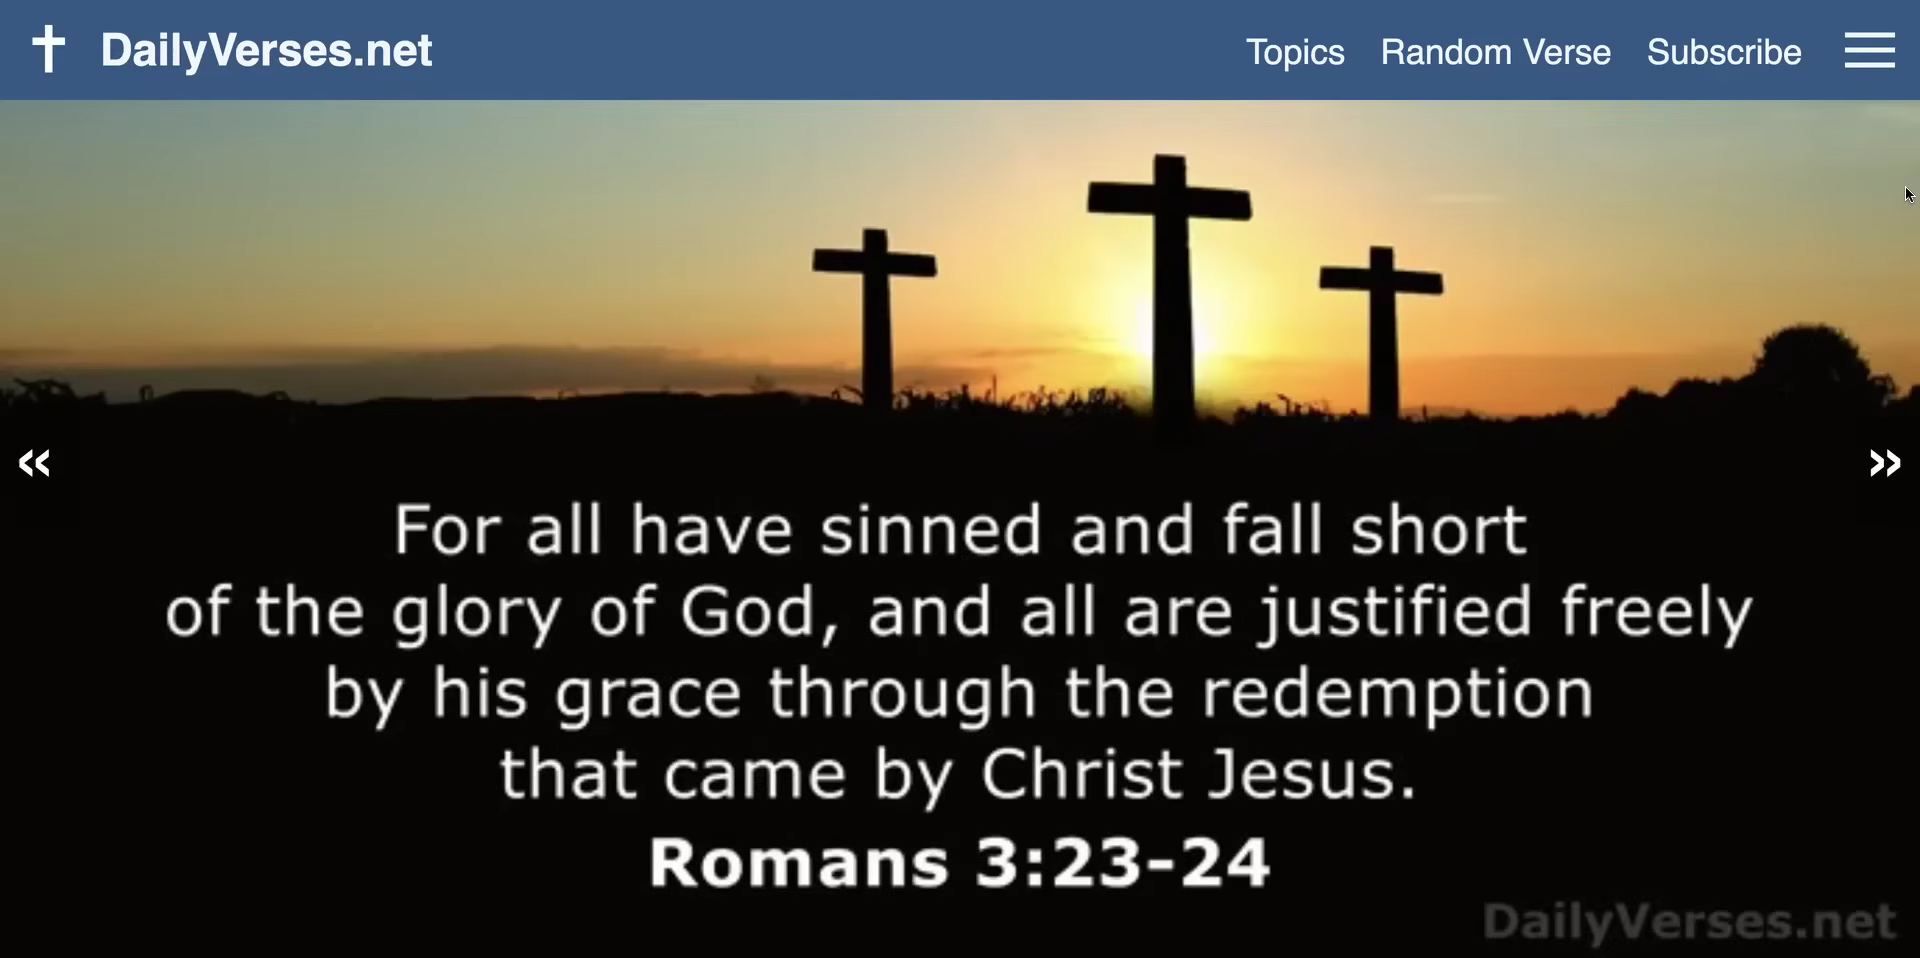 DailyVerses.net
Topics Random Verse Subscribe
« »
For all have sinned and fall short
of the glory of God, and all are justified freely
by his grace through the redemption
that came by Christ Jesus.
Romans 3:23-24
DailyVerses.net